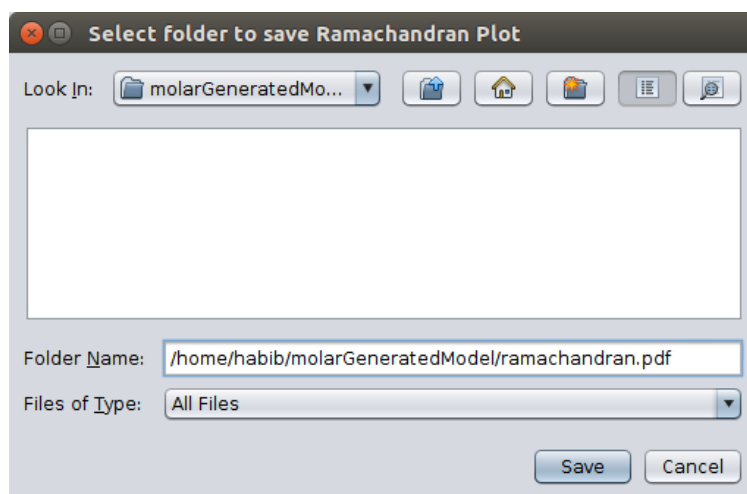 Select folder to save Ramachandran Plot
Look In: molarGeneratedMo...
Folder Name: /home/habib/molarGeneratedModel/ramachandran.pdf
Files of Type: All Files
Save Cancel